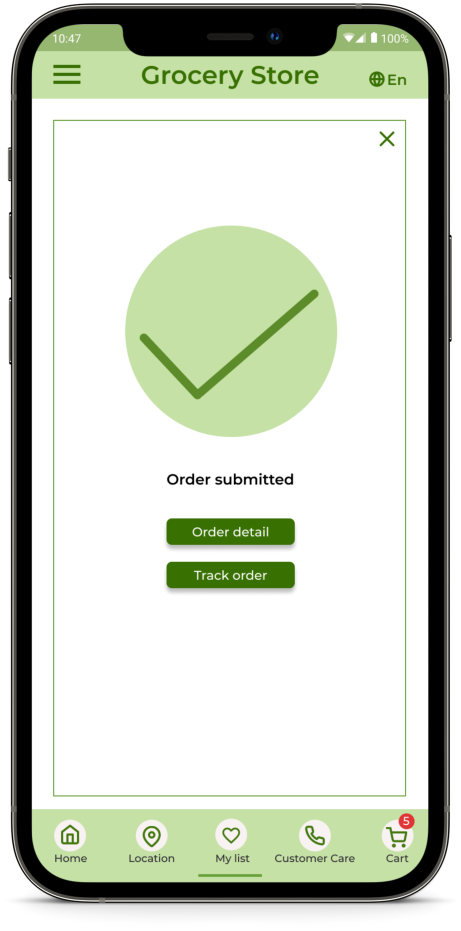 10:47
100%
Grocery Store
En
Order submitted
Order detail
Track order
5
Home
Location
My list
Customer Care
Cart